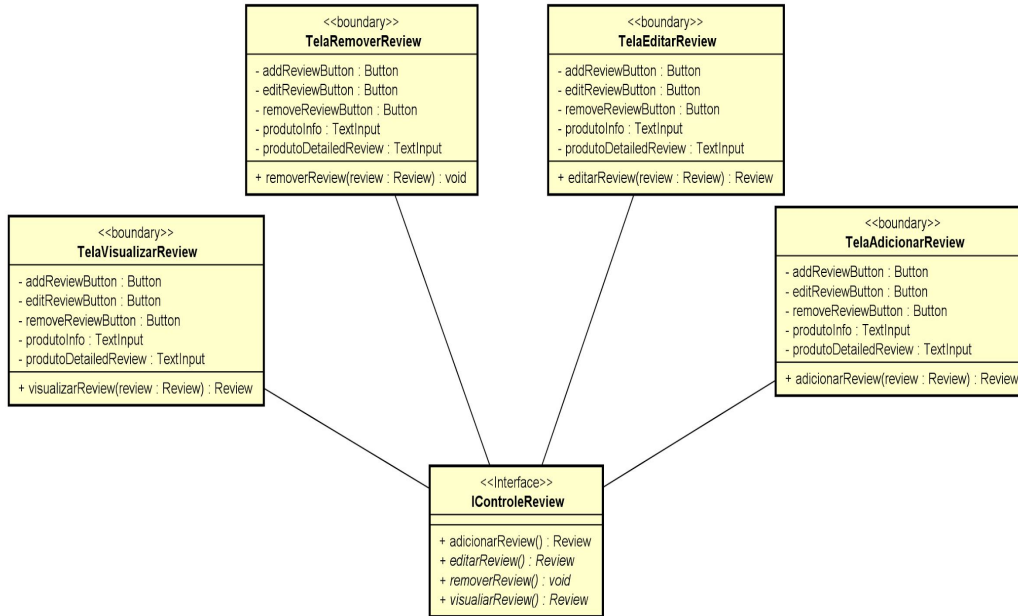 <<boundary>>
TelaRemoverReview
- addReviewButton : Button
- editReviewButton : Button
- removeReviewButton : Button
- produtoInfo : TextInput
- produtoDetailedReview : TextInput
+ removerReview(review : Review) : void
<<boundary>>
TelaEditarReview
- addReviewButton : Button
- editReviewButton : Button
- removeReviewButton : Button
- produtoInfo : TextInput
- produtoDetailedReview : TextInput
+ editarReview(review : Review) : Review
<<boundary>>
TelaVisualizarReview
- addReviewButton : Button
- editReviewButton : Button
- removeReviewButton : Button
- produtoInfo : TextInput
- produtoDetailedReview : TextInput
+ visualizarReview(review : Review) : Review
<<boundary>>
TelaAdicionarReview
- addReviewButton : Button
- editReviewButton : Button
- removeReviewButton : Button
- produtoInfo : TextInput
- produtoDetailedReview : TextInput
+ adicionarReview(review : Review) : Review
<<Interface>>
IControleReview
+ adicionarReview() : Review
+ editarReview() : Review
+ removerReview() : void
+ visualiarReview() : Review